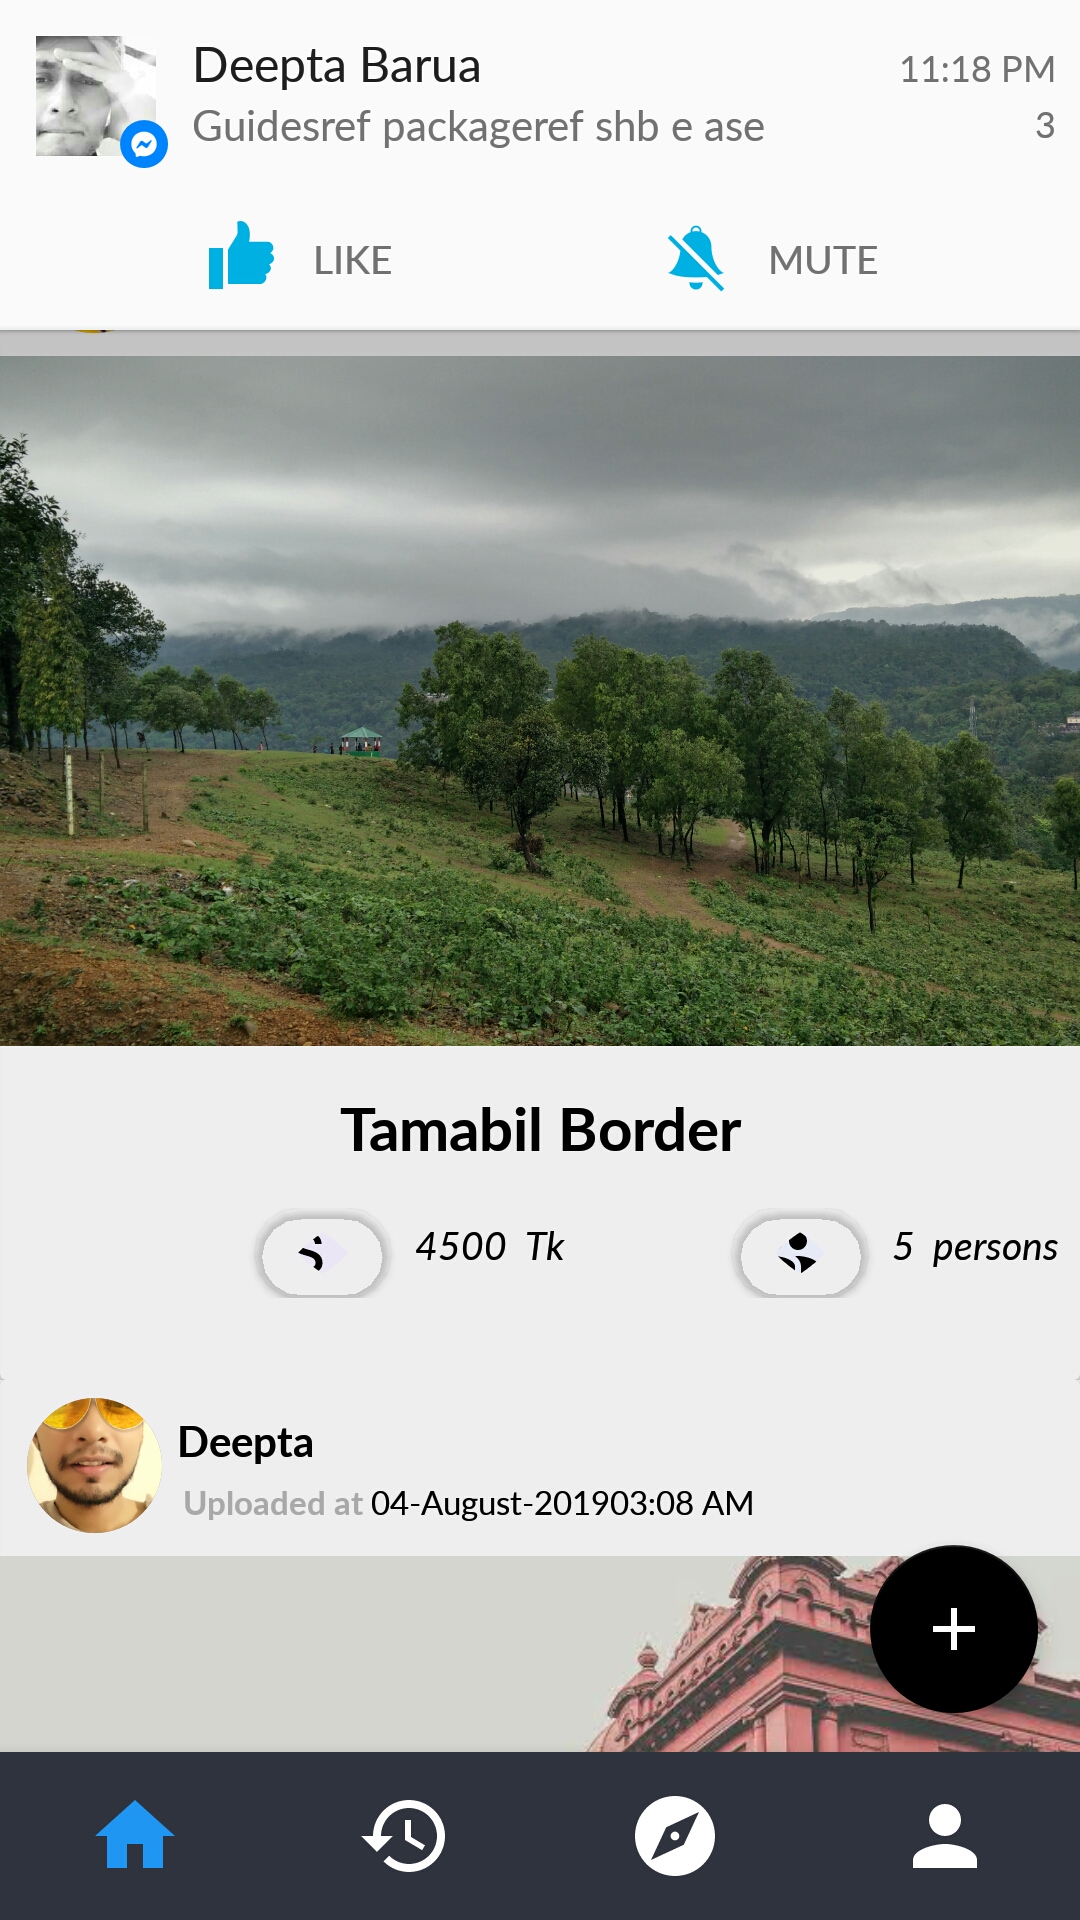 Deepta Barua 11:18 PM
Guidesref packageref shb e ase 3
LIKE MUTE
Tamabil Border
4500 Tk 5 persons
Deepta
Uploaded at 04-August-201903:08 AM